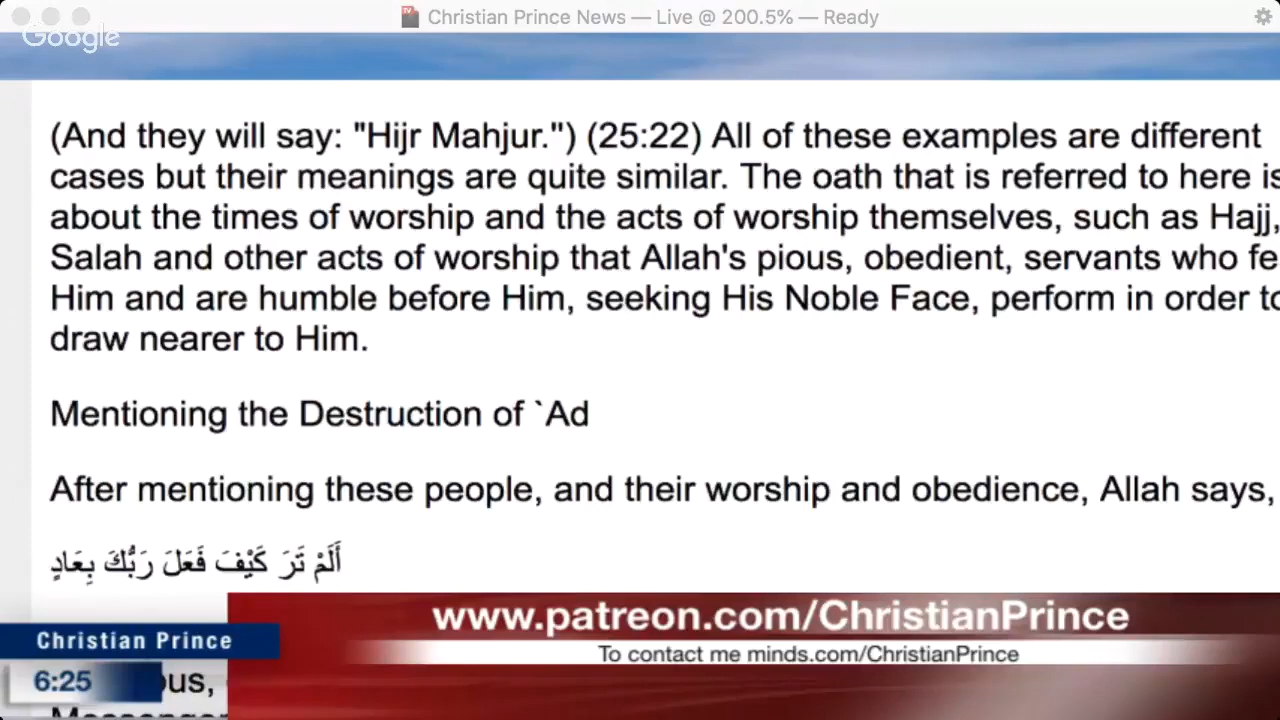 Christian Prince News — Live @ 200.5% — Ready
Google
(And they will say: "Hijr Mahjur.") (25:22) All of these examples are different
cases but their meanings are quite similar. The oath that is referred to here is
about the times of worship and the acts of worship themselves, such as Hajj,
Salah and other acts of worship that Allah's pious, obedient, servants who fe
Him and are humble before Him, seeking His Noble Face, perform in order to
draw nearer to Him.
Mentioning the Destruction of `Ad
After mentioning these people, and their worship and obedience, Allah says,
أَلَمْ تَرَ كَيْفَ فَعَلَ رَبُّكَ بِعَادٍ
www.patreon.com/ChristianPrince
Christian Prince
To contact me minds.com/ChristianPrince
6:25
ous,